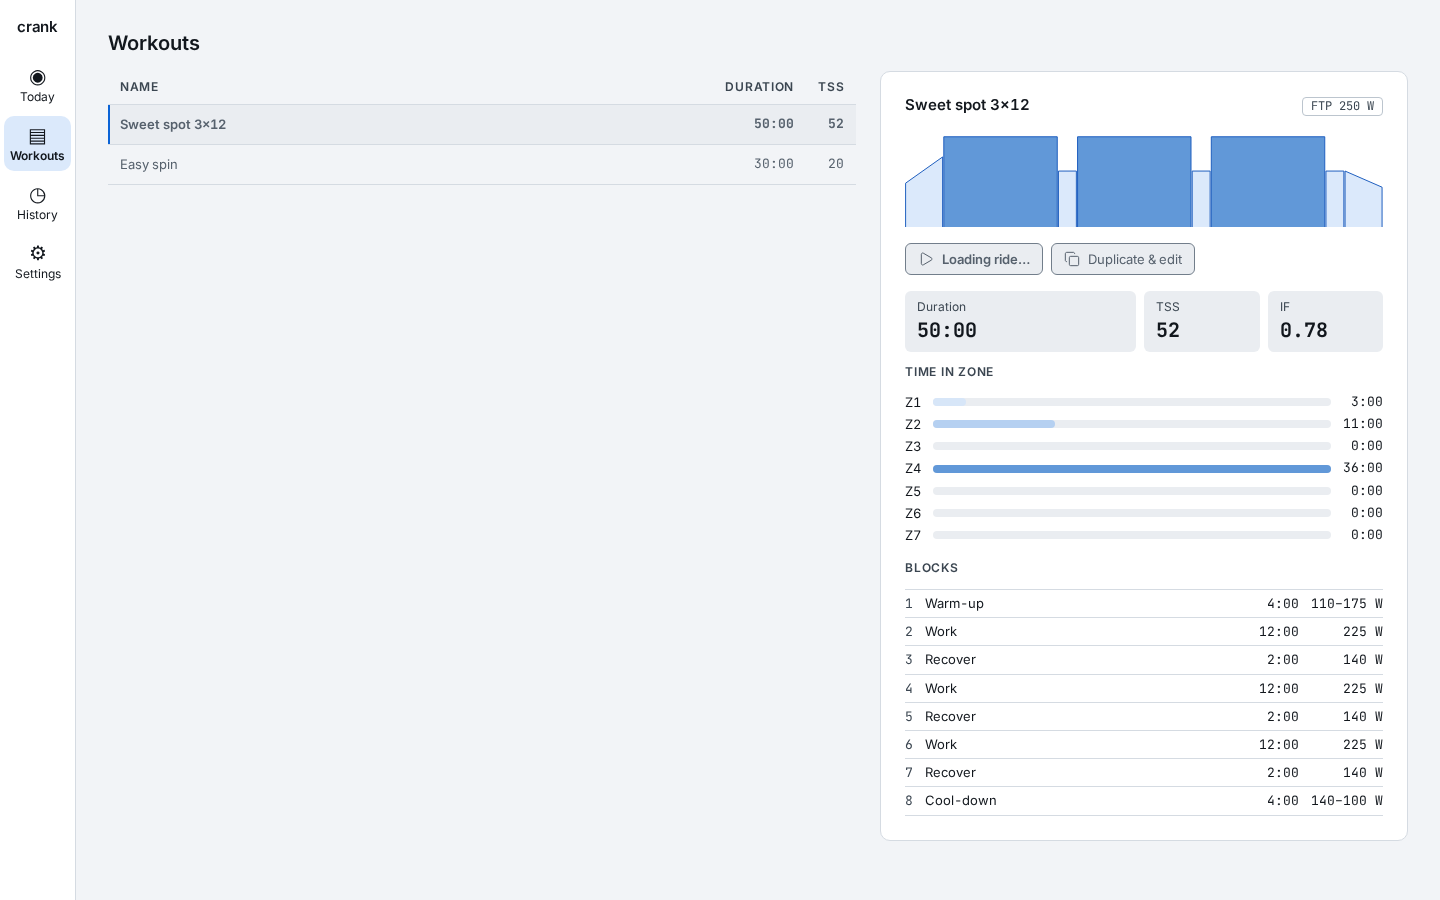 crank
Today
Workouts
History
Settings
Workouts
NAME DURATION TSS
Sweet spot 3×12 50:00 52
Easy spin 30:00 20
Sweet spot 3×12 FTP 250 W
Loading ride… Duplicate & edit
Duration TSS IF
50:00 52 0.78
TIME IN ZONE
Z1 3:00
Z2 11:00
Z3 0:00
Z4 36:00
Z5 0:00
Z6 0:00
Z7 0:00
BLOCKS
1 Warm-up 4:00 110–175 W
2 Work 12:00 225 W
3 Recover 2:00 140 W
4 Work 12:00 225 W
5 Recover 2:00 140 W
6 Work 12:00 225 W
7 Recover 2:00 140 W
8 Cool-down 4:00 140–100 W